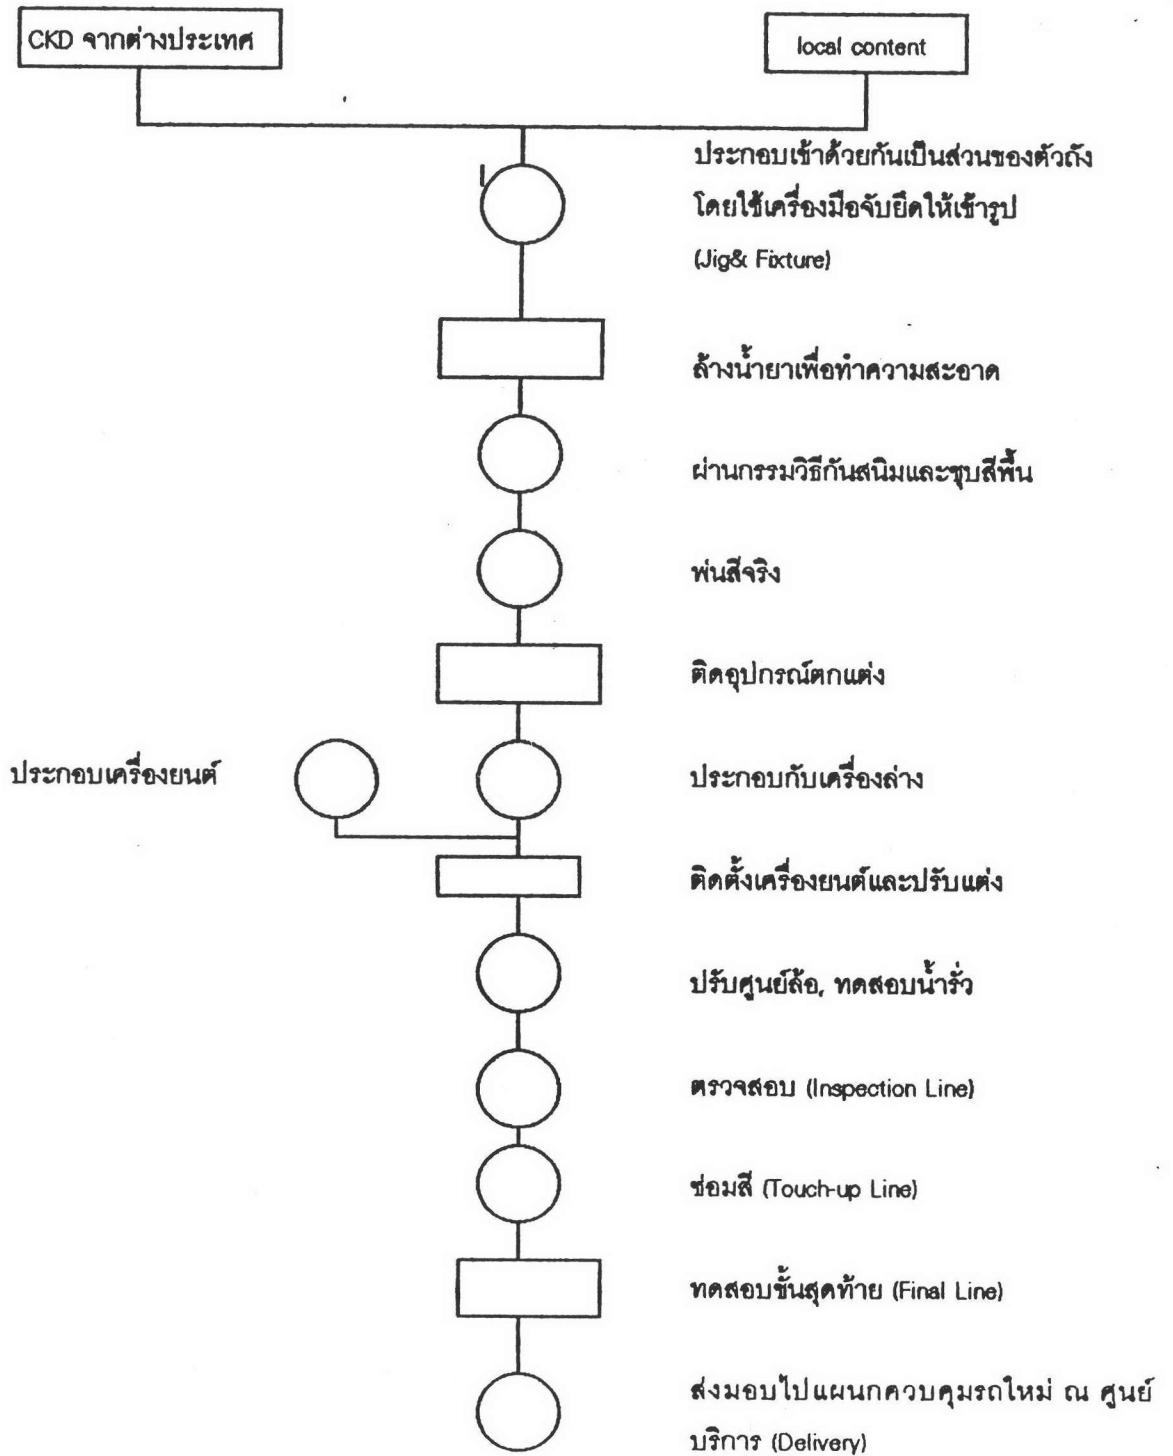 CKD จากต่างประเทศ
local content
ประกอบเข้าด้วยกันเป็นส่วนของตัวถัง
โดยใช้เครื่องมือจับยึดให้เข้ารูป
(Jig& Fixture)
ล้างน้ำยาเพื่อทำความสะอาด
ผ่านกรรมวิธีกันสนิมและชุบสีพื้น
พ่นสีจริง
ติดอุปกรณ์ตกแต่ง
ประกอบเครื่องยนต์
ประกอบกับเครื่องล่าง
ติดตั้งเครื่องยนต์และปรับแต่ง
ปรับศูนย์ล้อ, ทดสอบน้ำรั่ว
ตรวจสอบ (Inspection Line)
ซ่อมสี (Touch-up Line)
ทดสอบขั้นสุดท้าย (Final Line)
ส่งมอบไปแผนกควบคุมรถใหม่ ณ ศูนย์
บริการ (Delivery)